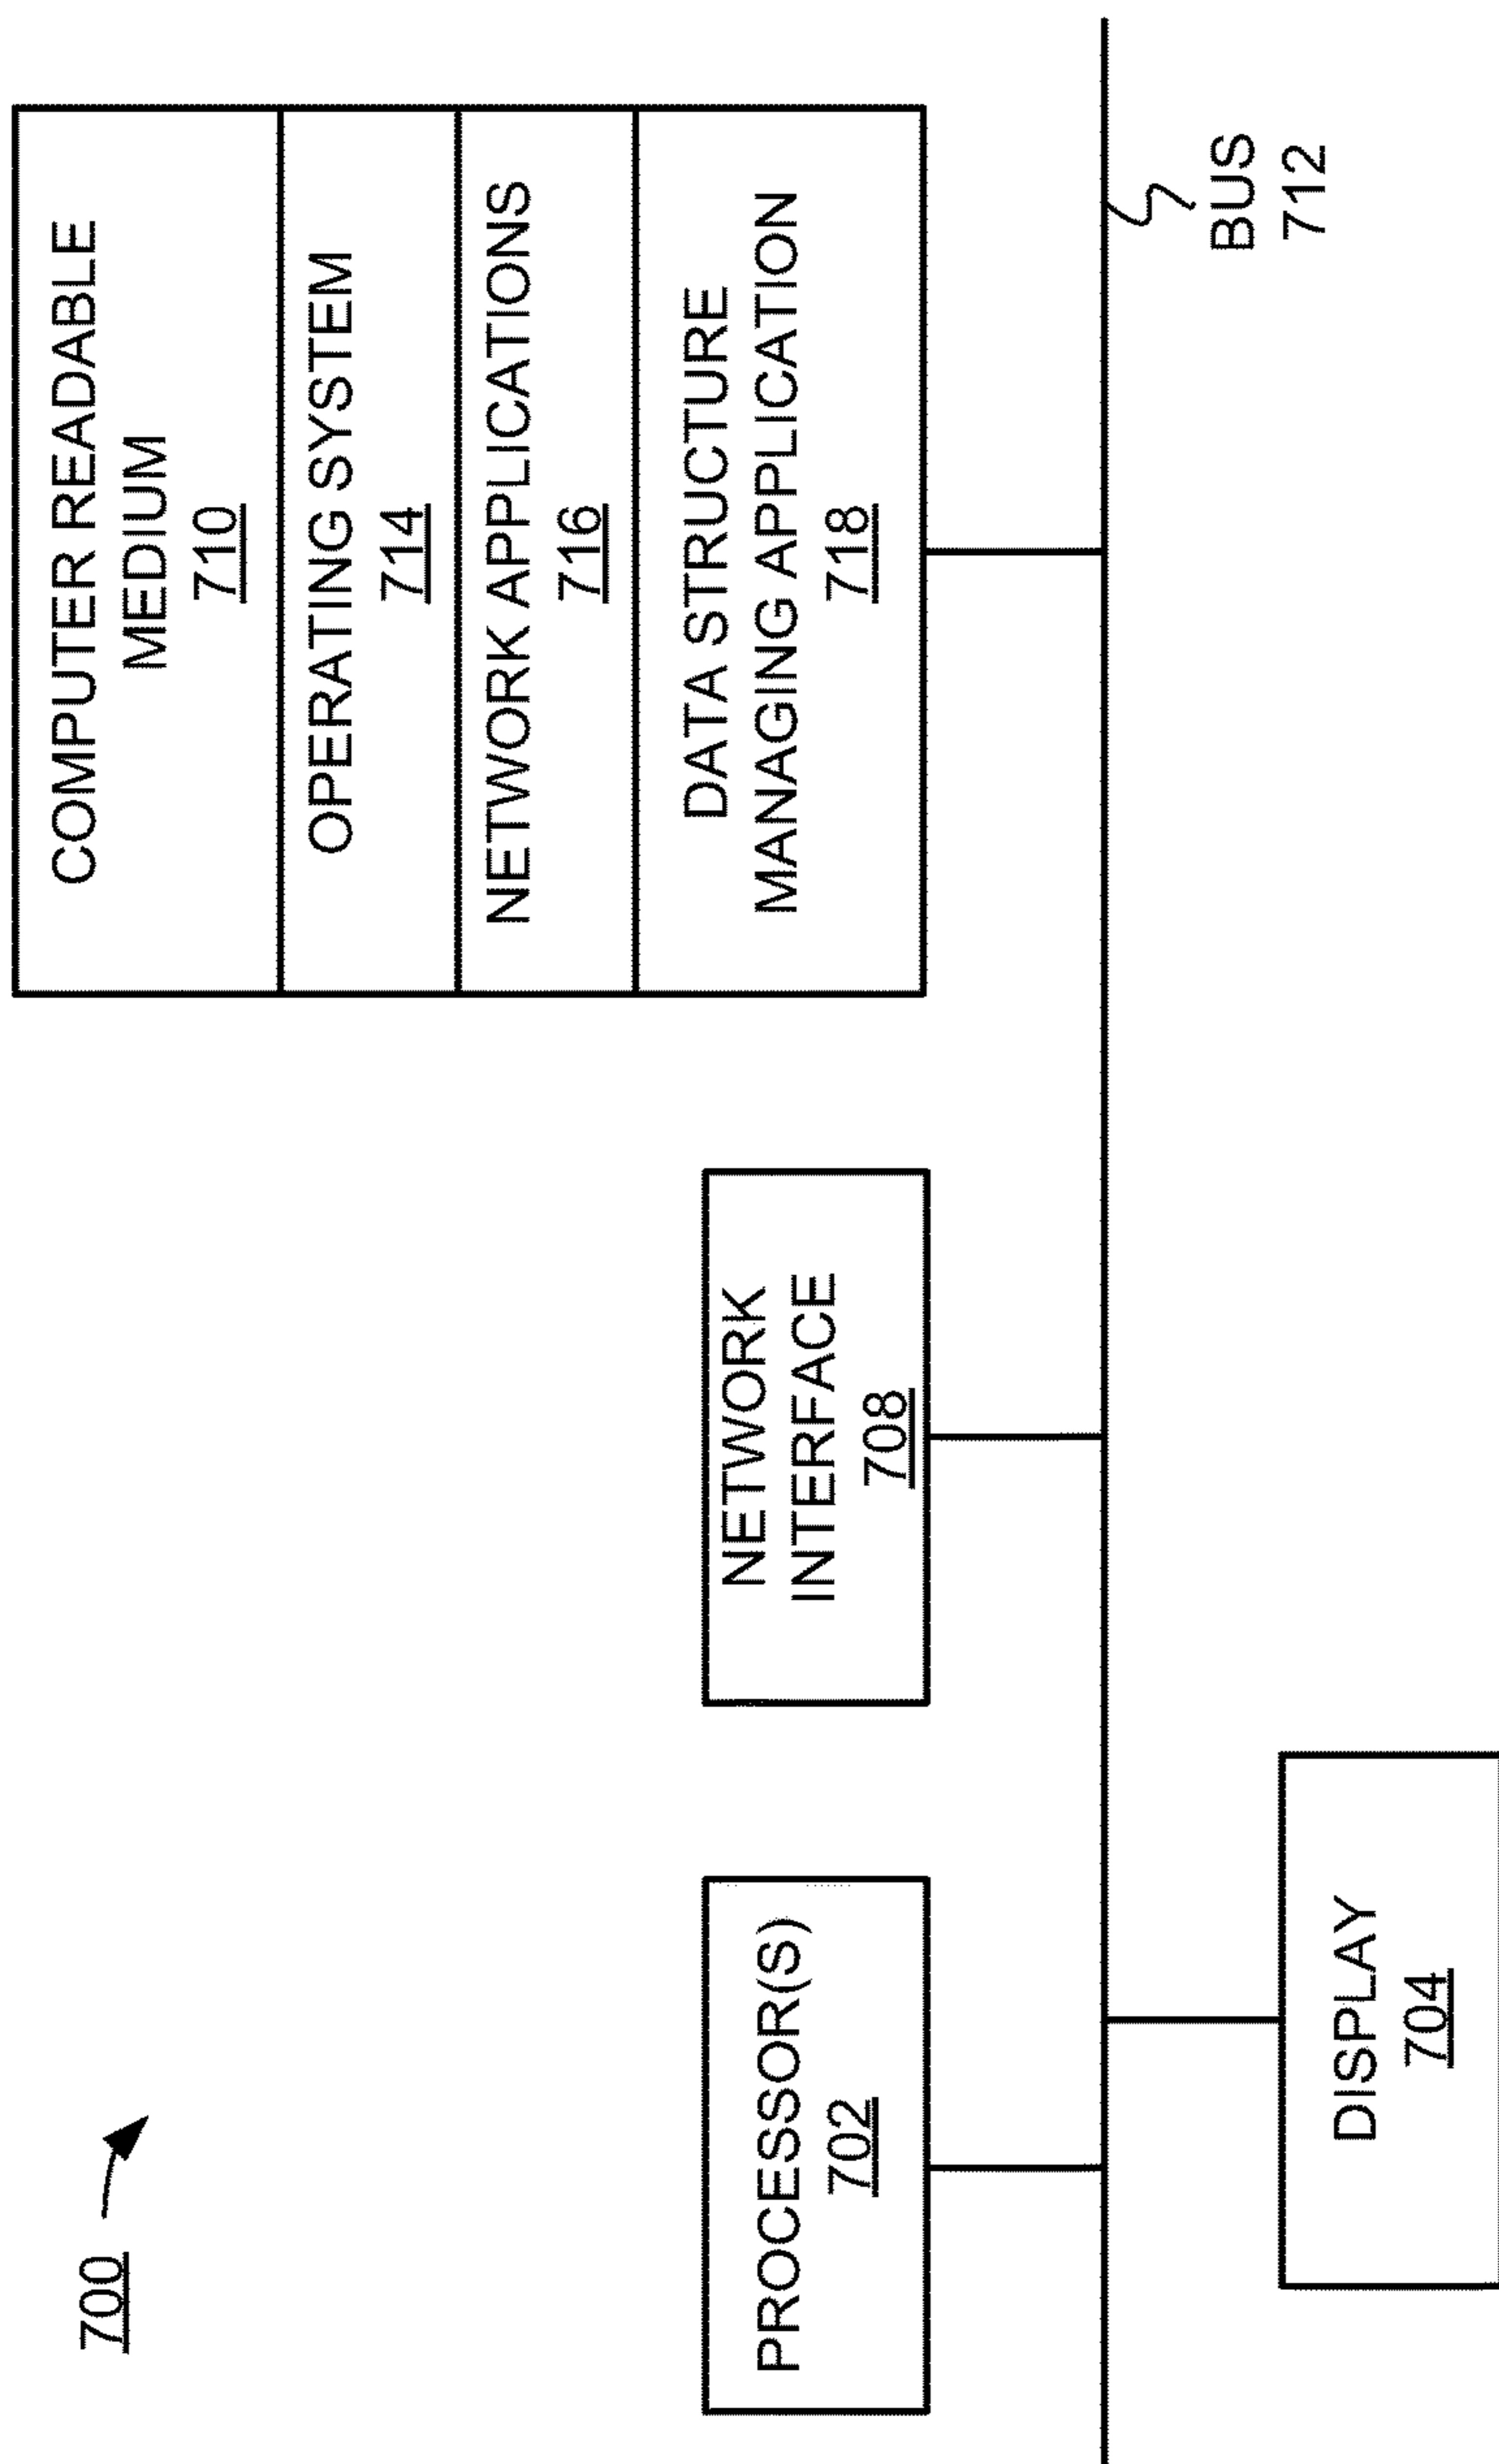 700
COMPUTER READABLE
MEDIUM
710
OPERATING SYSTEM
714
NETWORK APPLICATIONS
716
DATA STRUCTURE
MANAGING APPLICATION
718
PROCESSOR(S)
702
NETWORK
INTERFACE
708
BUS
712
DISPLAY
704